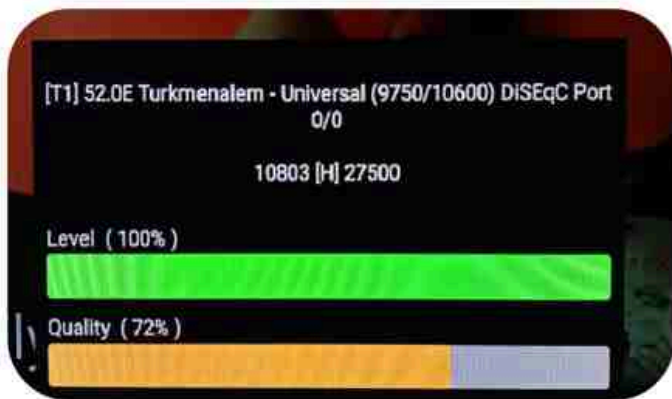 [T1] 52.0E Turkmenalem - Universal (9750/10600) DiSEqC Port
0/0
10803 [H] 27500
Level ( 100% )
Quality ( 72% )